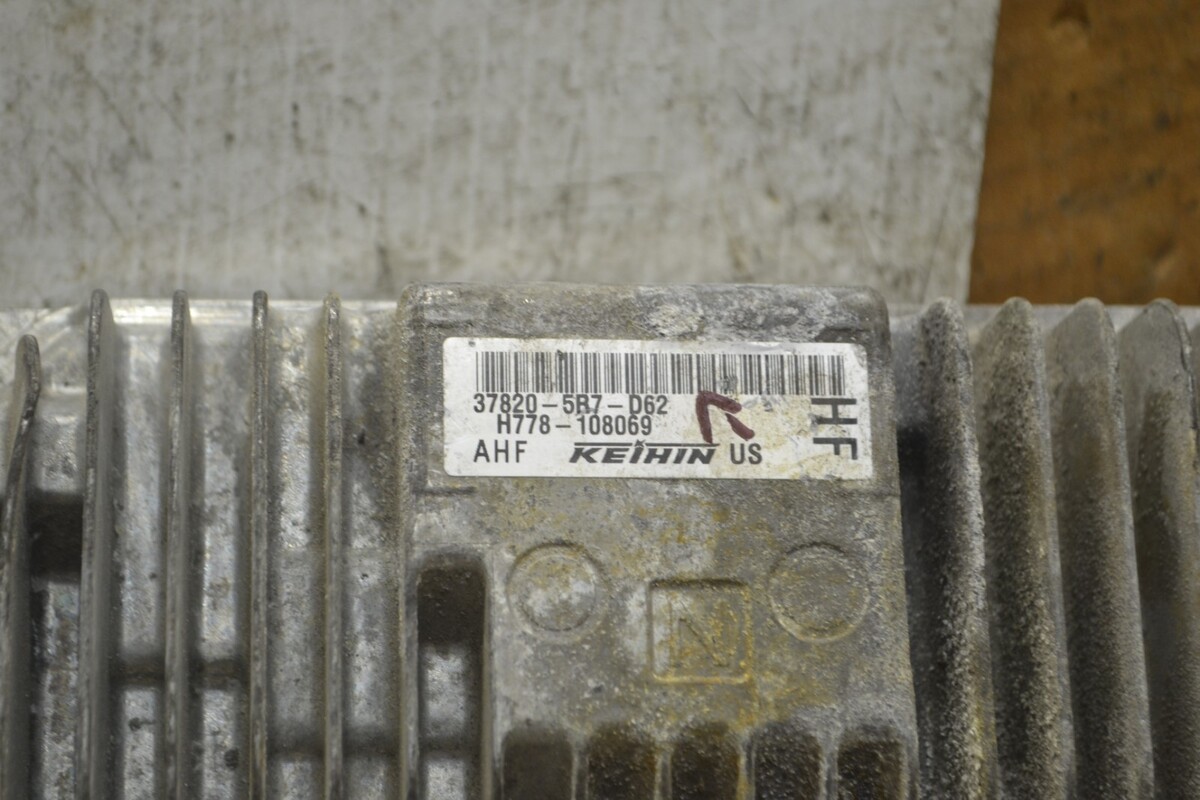 37820-5R7-D62
H778-108069
AHF KEIHIN US
HF
N